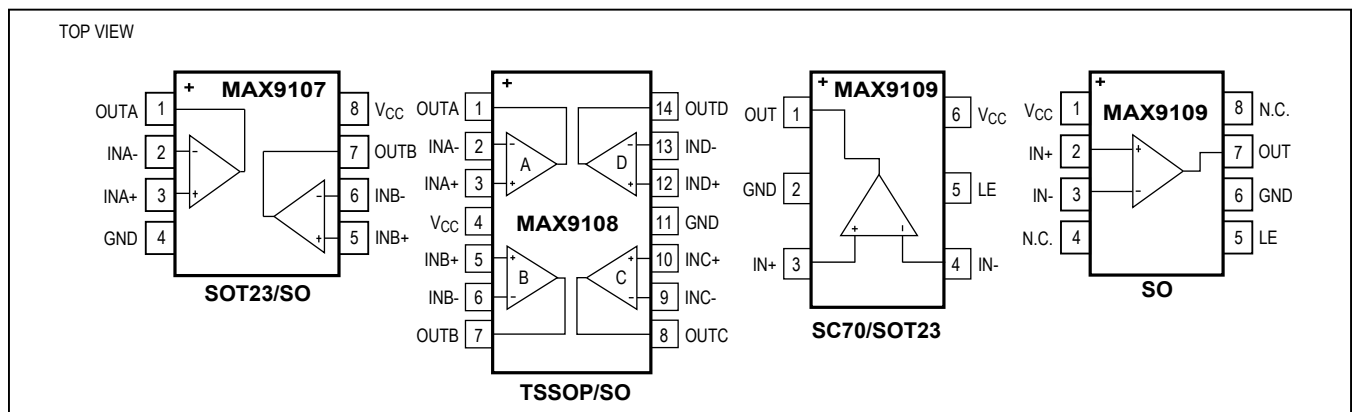 TOP VIEW
+
MAX9107
OUTA 1
8 VCC
INA- 2
-
7 OUTB
INA+ 3
+
-
6 INB-
GND 4
+
5 INB+
SOT23/SO
+
OUTA 1
14 OUTD
INA- 2
-
A
D
-
13 IND-
INA+ 3
+
+
12 IND+
VCC 4
MAX9108
11 GND
INB+ 5
+
B
C
+
10 INC+
INB- 6
-
-
9 INC-
OUTB 7
8 OUTC
TSSOP/SO
+
MAX9109
OUT 1
6 VCC
GND 2
5 LE
+
-
IN+ 3
4 IN-
SC70/SOT23
+
MAX9109
VCC 1
8 N.C.
IN+ 2
+
7 OUT
IN- 3
-
6 GND
N.C. 4
5 LE
SO